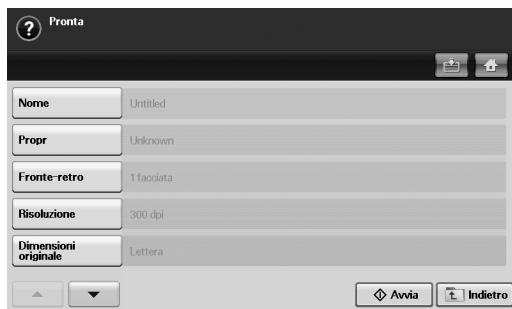 Pronta
Nome
Untitled
Propr
Unknown
Fronte-retro
1 facciata
Risoluzione
300 dpi
Dimensioni
originale
Lettera
Avvia
Indietro